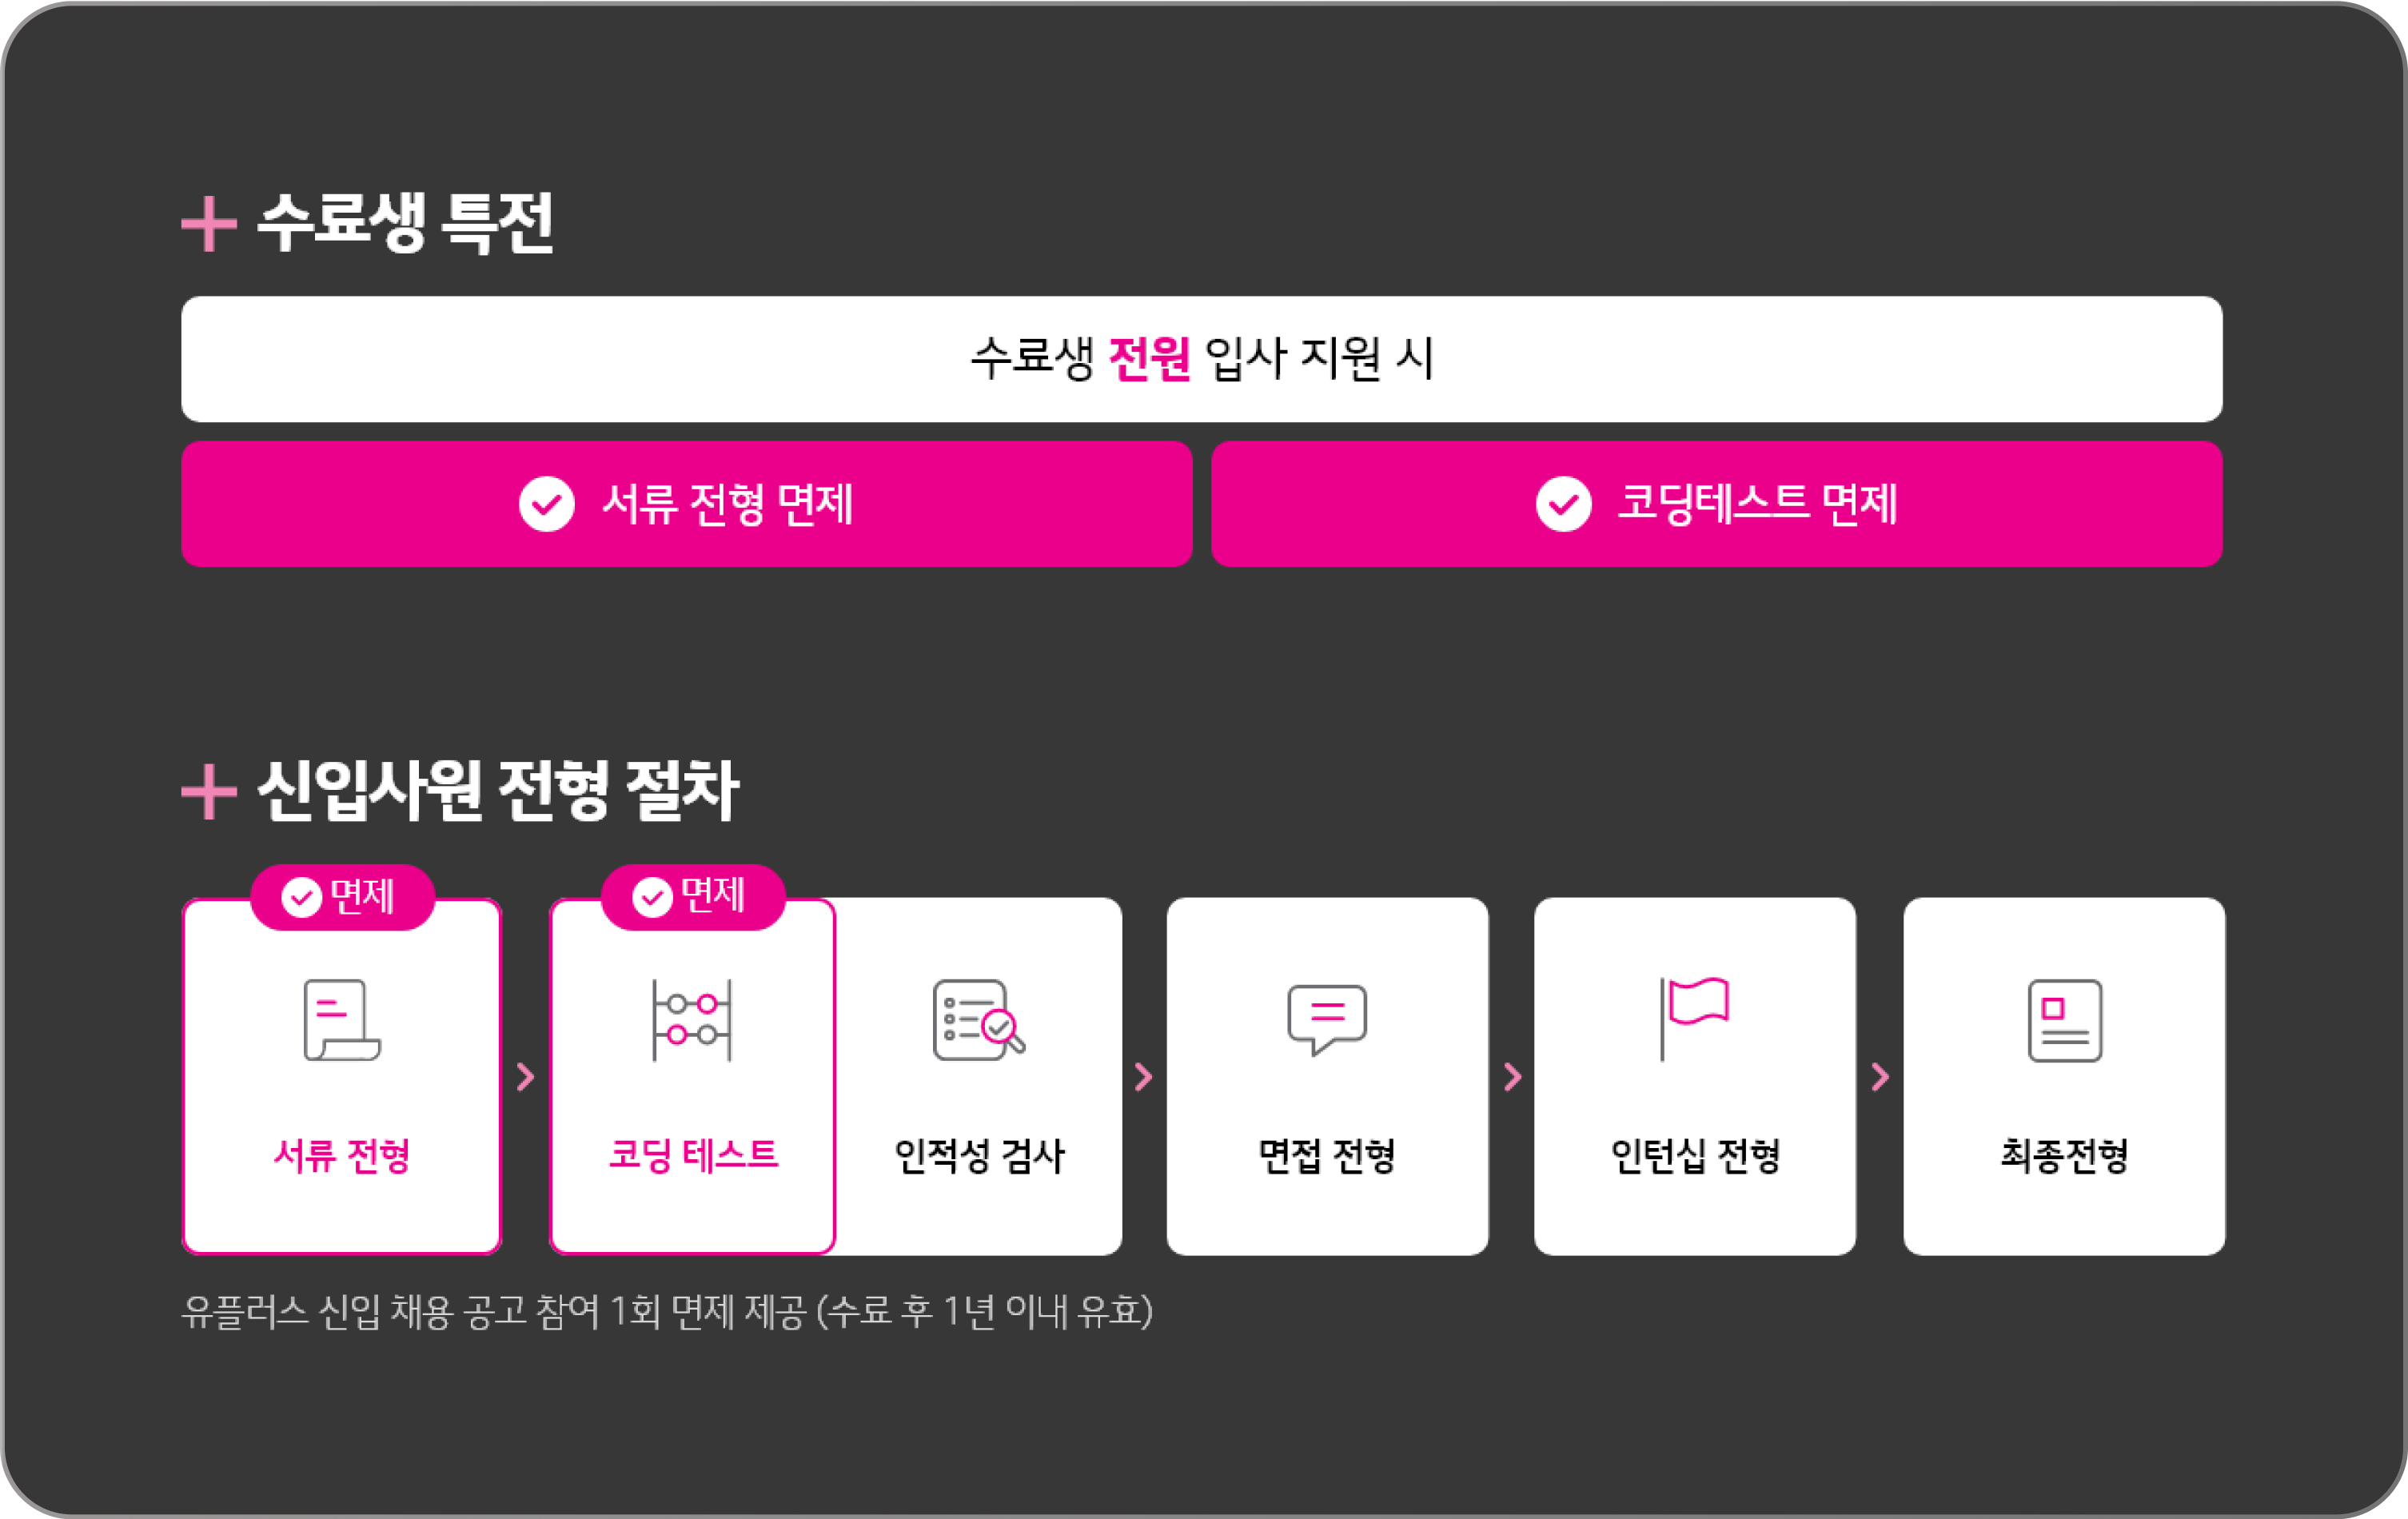 수료생 특전
수료생 전원 입사 지원 시
서류 전형 면제
코딩테스트 면제
신입사원 전형 절차
면제
서류 전형
면제
코딩 테스트
인적성 검사
면접 전형
인턴십 전형
최종전형
유플러스 신입 채용 공고 참여 1회 면제 제공 (수료 후 1년 이내 유효)